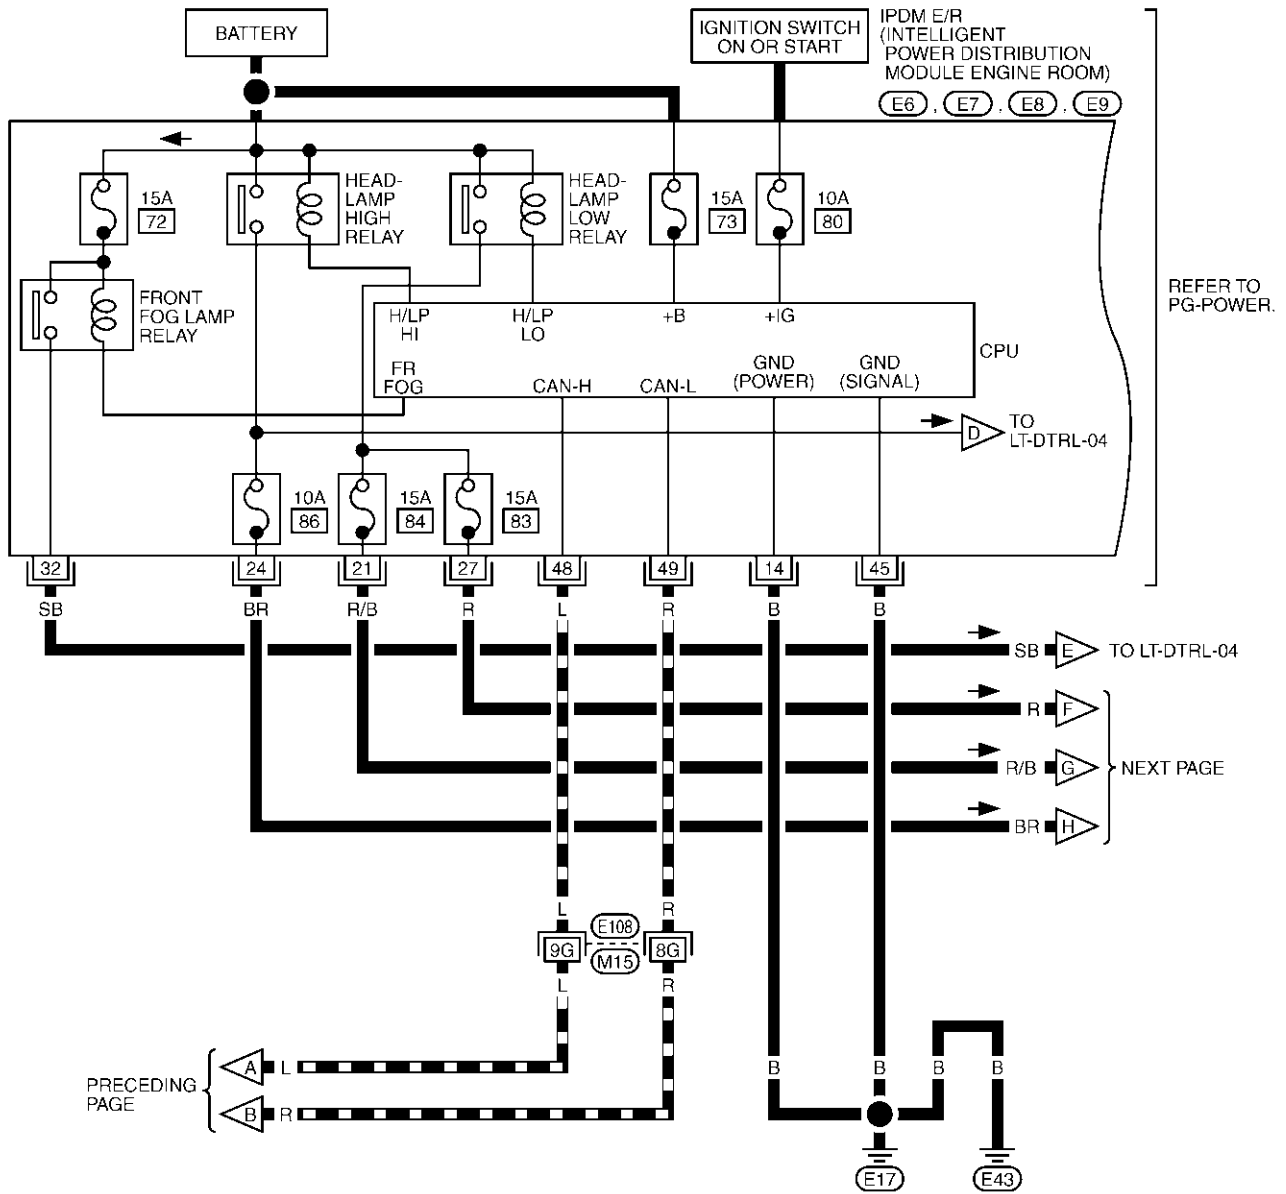 BATTERY
IGNITION SWITCH
ON OR START
IPDM E/R
(INTELLIGENT
POWER DISTRIBUTION
MODULE ENGINE ROOM)
E6 , E7 , E8 , E9
15A
72
HEAD-
LAMP
HIGH
RELAY
HEAD-
LAMP
LOW
RELAY
15A
73
10A
80
REFER TO
PG-POWER.
FRONT
FOG LAMP
RELAY
H/LP
HI
H/LP
LO
+B
+IG
CPU
FR
FOG
CAN-H
CAN-L
GND
(POWER)
GND
(SIGNAL)
D
TO
LT-DTRL-04
10A
86
15A
84
15A
83
32
24
21
27
48
49
14
45
SB
BR
R/B
R
L
R
B
B
SB
E
TO LT-DTRL-04
R
F
R/B
G
NEXT PAGE
BR
H
L
R
E108
9G
8G
M15
L
R
PRECEDING
PAGE
A
L
B
R
B
B
B
B
E17
E43